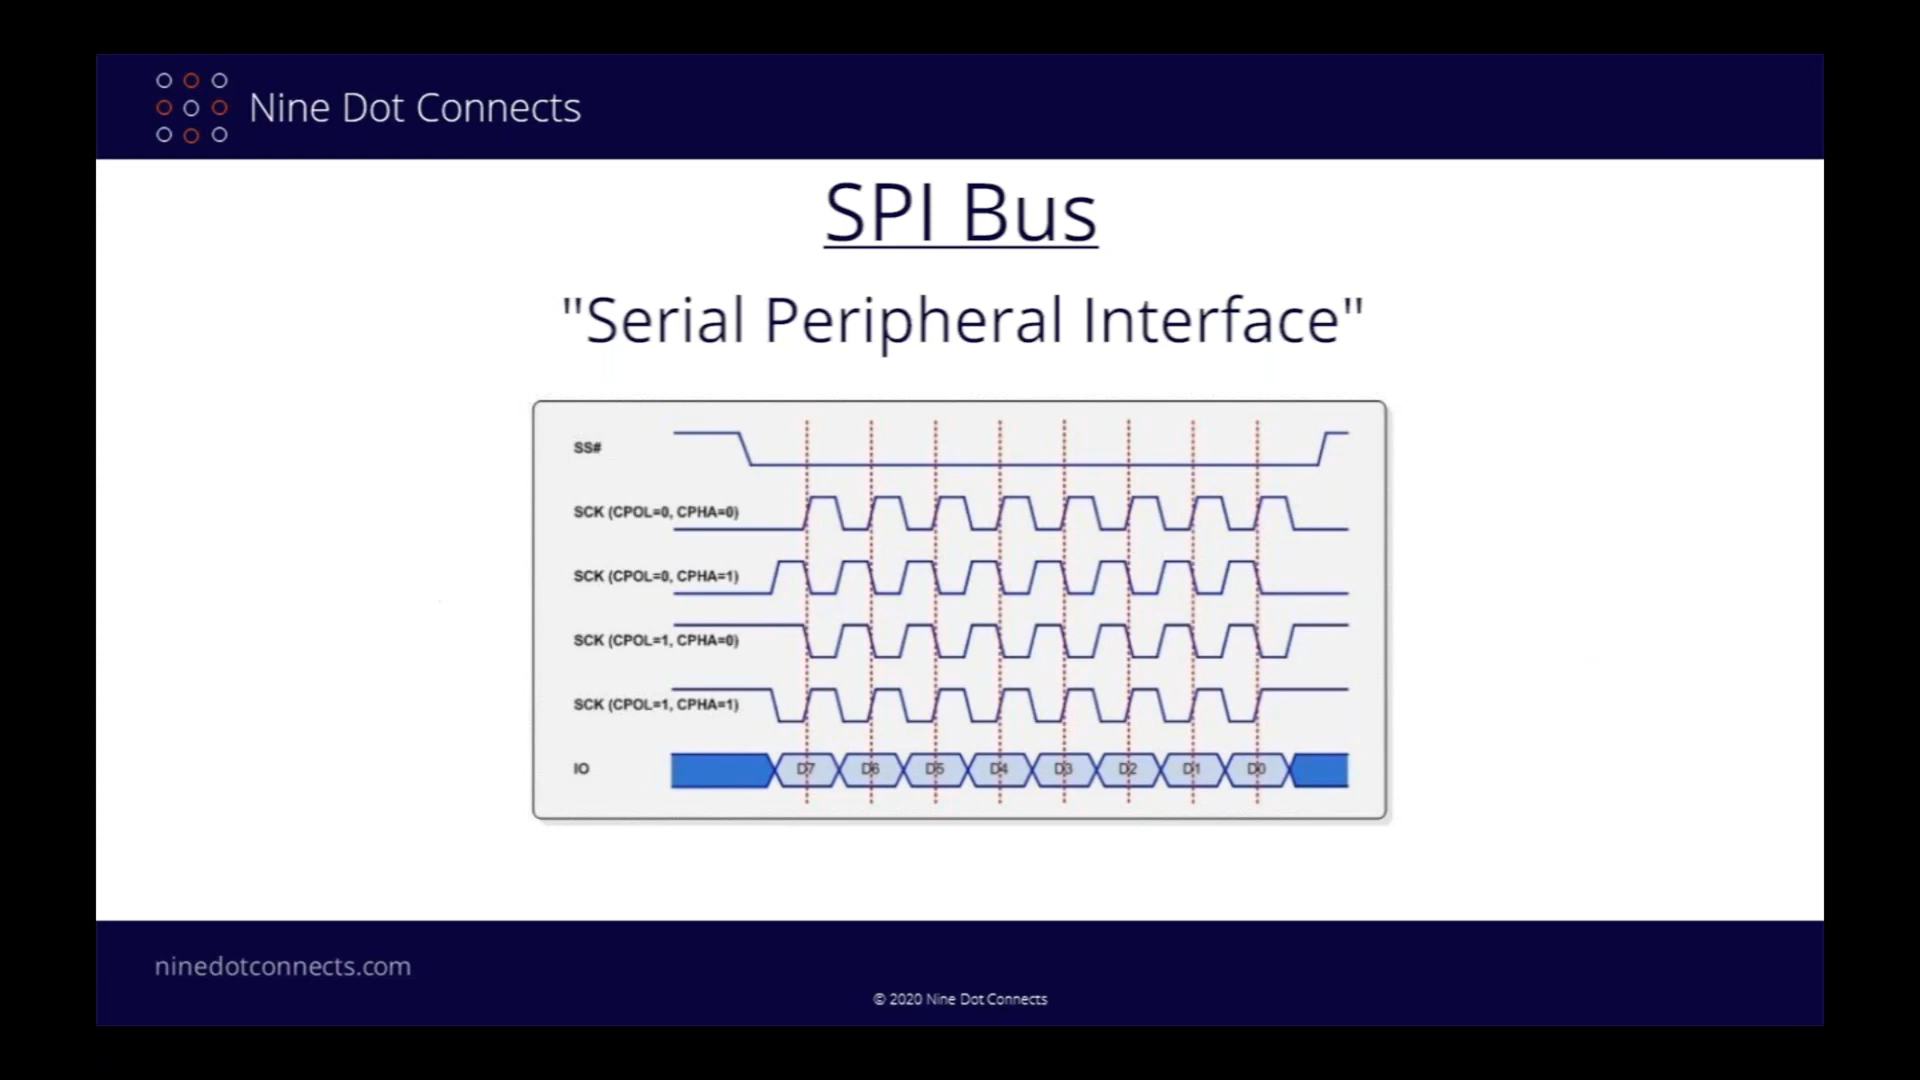 Nine Dot Connects
SPI Bus
"Serial Peripheral Interface"
SS#
SCK (CPOL=0, CPHA=0)
SCK (CPOL=0, CPHA=1)
SCK (CPOL=1, CPHA=0)
SCK (CPOL=1, CPHA=1)
IO D7 D6 D5 D4 D3 D2 D1 D0
ninedotconnects.com
© 2020 Nine Dot Connects